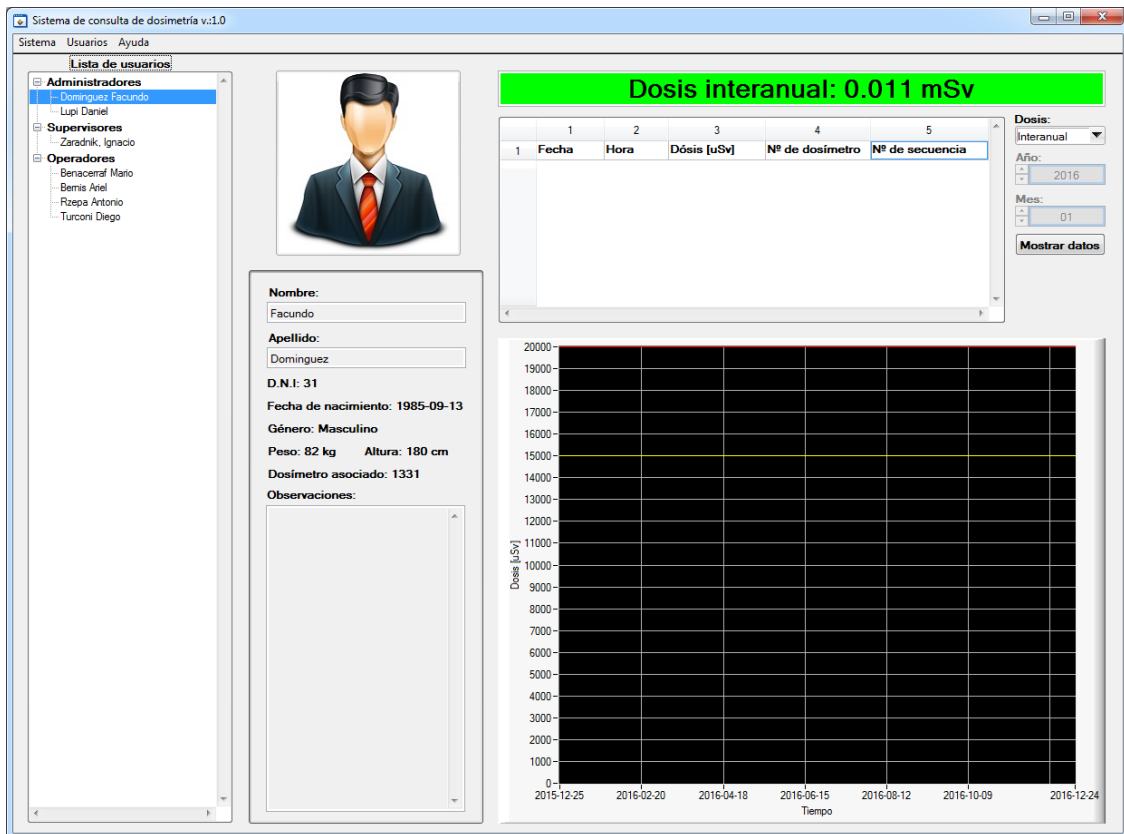 Sistema de consulta de dosimetría v.:1.0
Sistema Usuarios Ayuda
Lista de usuarios
Administradores
Dominguez Facundo
Lupi Daniel
Supervisores
Zaradnik, Ignacio
Operadores
Benacerraf Mario
Bemis Ariel
Rzepa Antonio
Turconi Diego
Nombre:
Facundo
Apellido:
Dominguez
D.N.I: 31
Fecha de nacimiento: 1985-09-13
Género: Masculino
Peso: 82 kg Altura: 180 cm
Dosímetro asociado: 1331
Observaciones:
Dosis interanual: 0.011 mSv
1 2 3 4 5
1 Fecha Hora Dósis [uSv] Nº de dosímetro Nº de secuencia
Dosis:
Interanual
Año:
2016
Mes:
01
Mostrar datos
20000
19000
18000
17000
16000
15000
14000
13000
12000
11000
10000
9000
8000
7000
6000
5000
4000
3000
2000
1000
0
Dosis [uSv]
2015-12-25 2016-02-20 2016-04-18 2016-06-15 2016-08-12 2016-10-09 2016-12-24
Tiempo